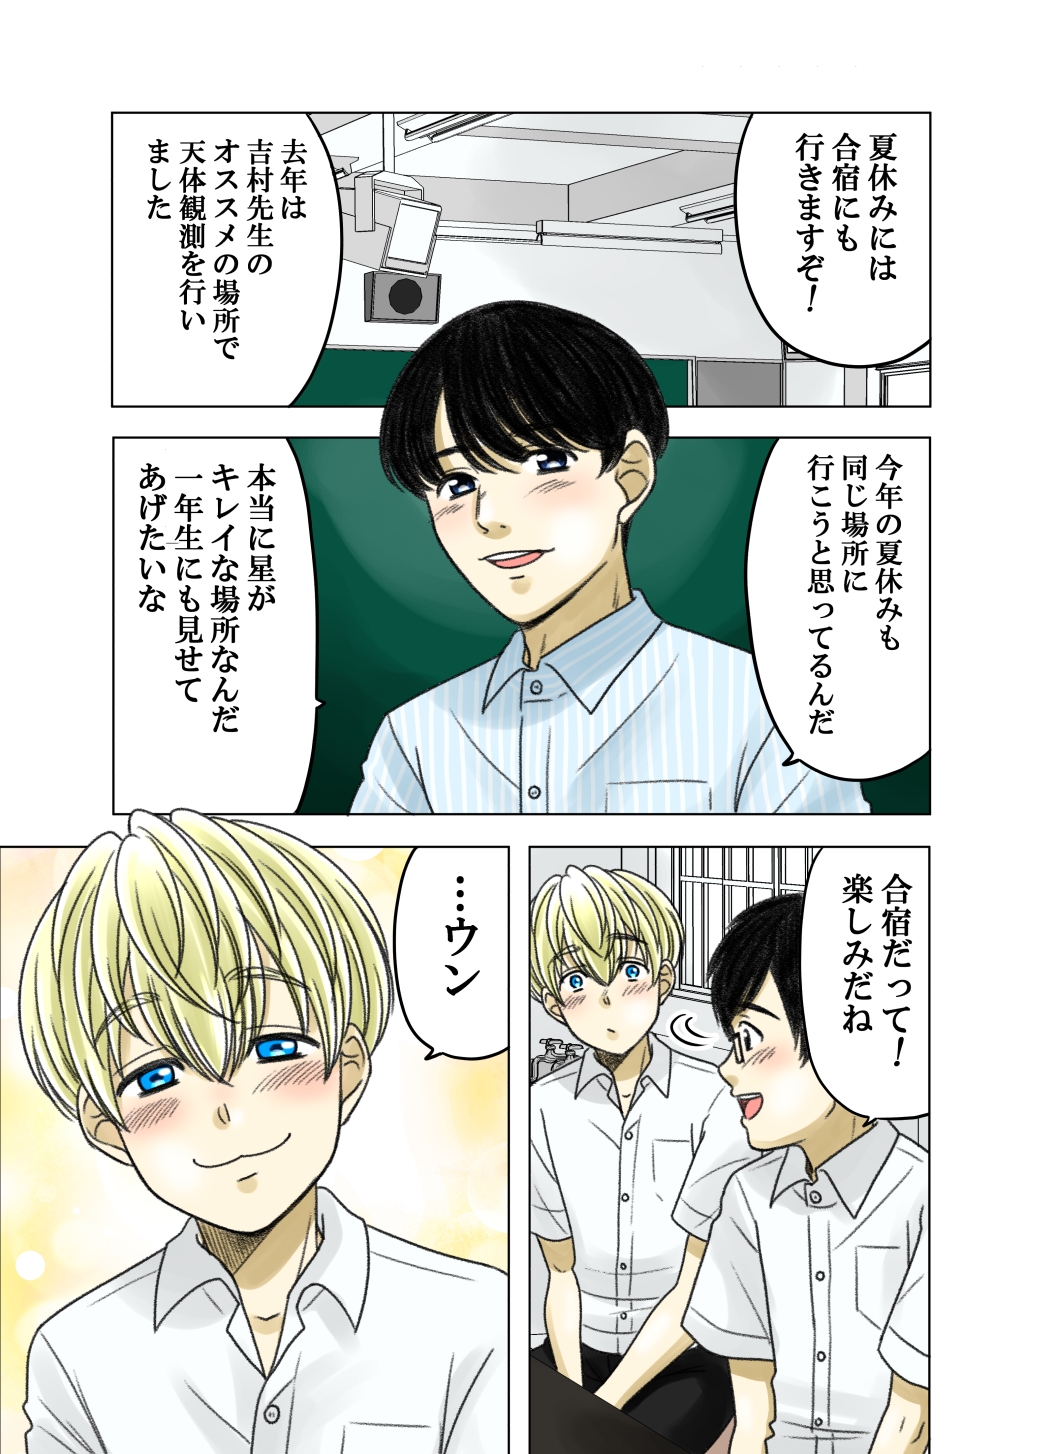 夏休みには
合宿にも
行きますぞ！
去年は
吉村先生の
オススメの場所で
天体観測を行い
ました
今年の夏休みも
同じ場所に
行こうと思ってるんだ
本当に星が
キレイな場所なんだ
一年生にも見せて
あげたいな
合宿だって！
楽しみだね
…ウン